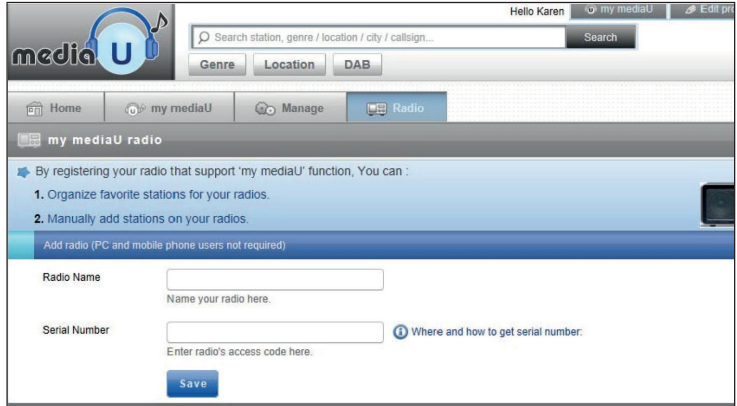 Hello Karen my mediaU Edit
media U
Search station, genre / location / city / callsign... Search
Genre Location DAB
Home my mediaU Manage Radio
my mediaU radio
By registering your radio that support 'my mediaU' function, You can :
1. Organize favorite stations for your radios.
2. Manually add stations on your radios.
Add radio (PC and mobile phone users not required)
Radio Name
Name your radio here.
Serial Number Where and how to get serial number:
Enter radio's access code here.
Save